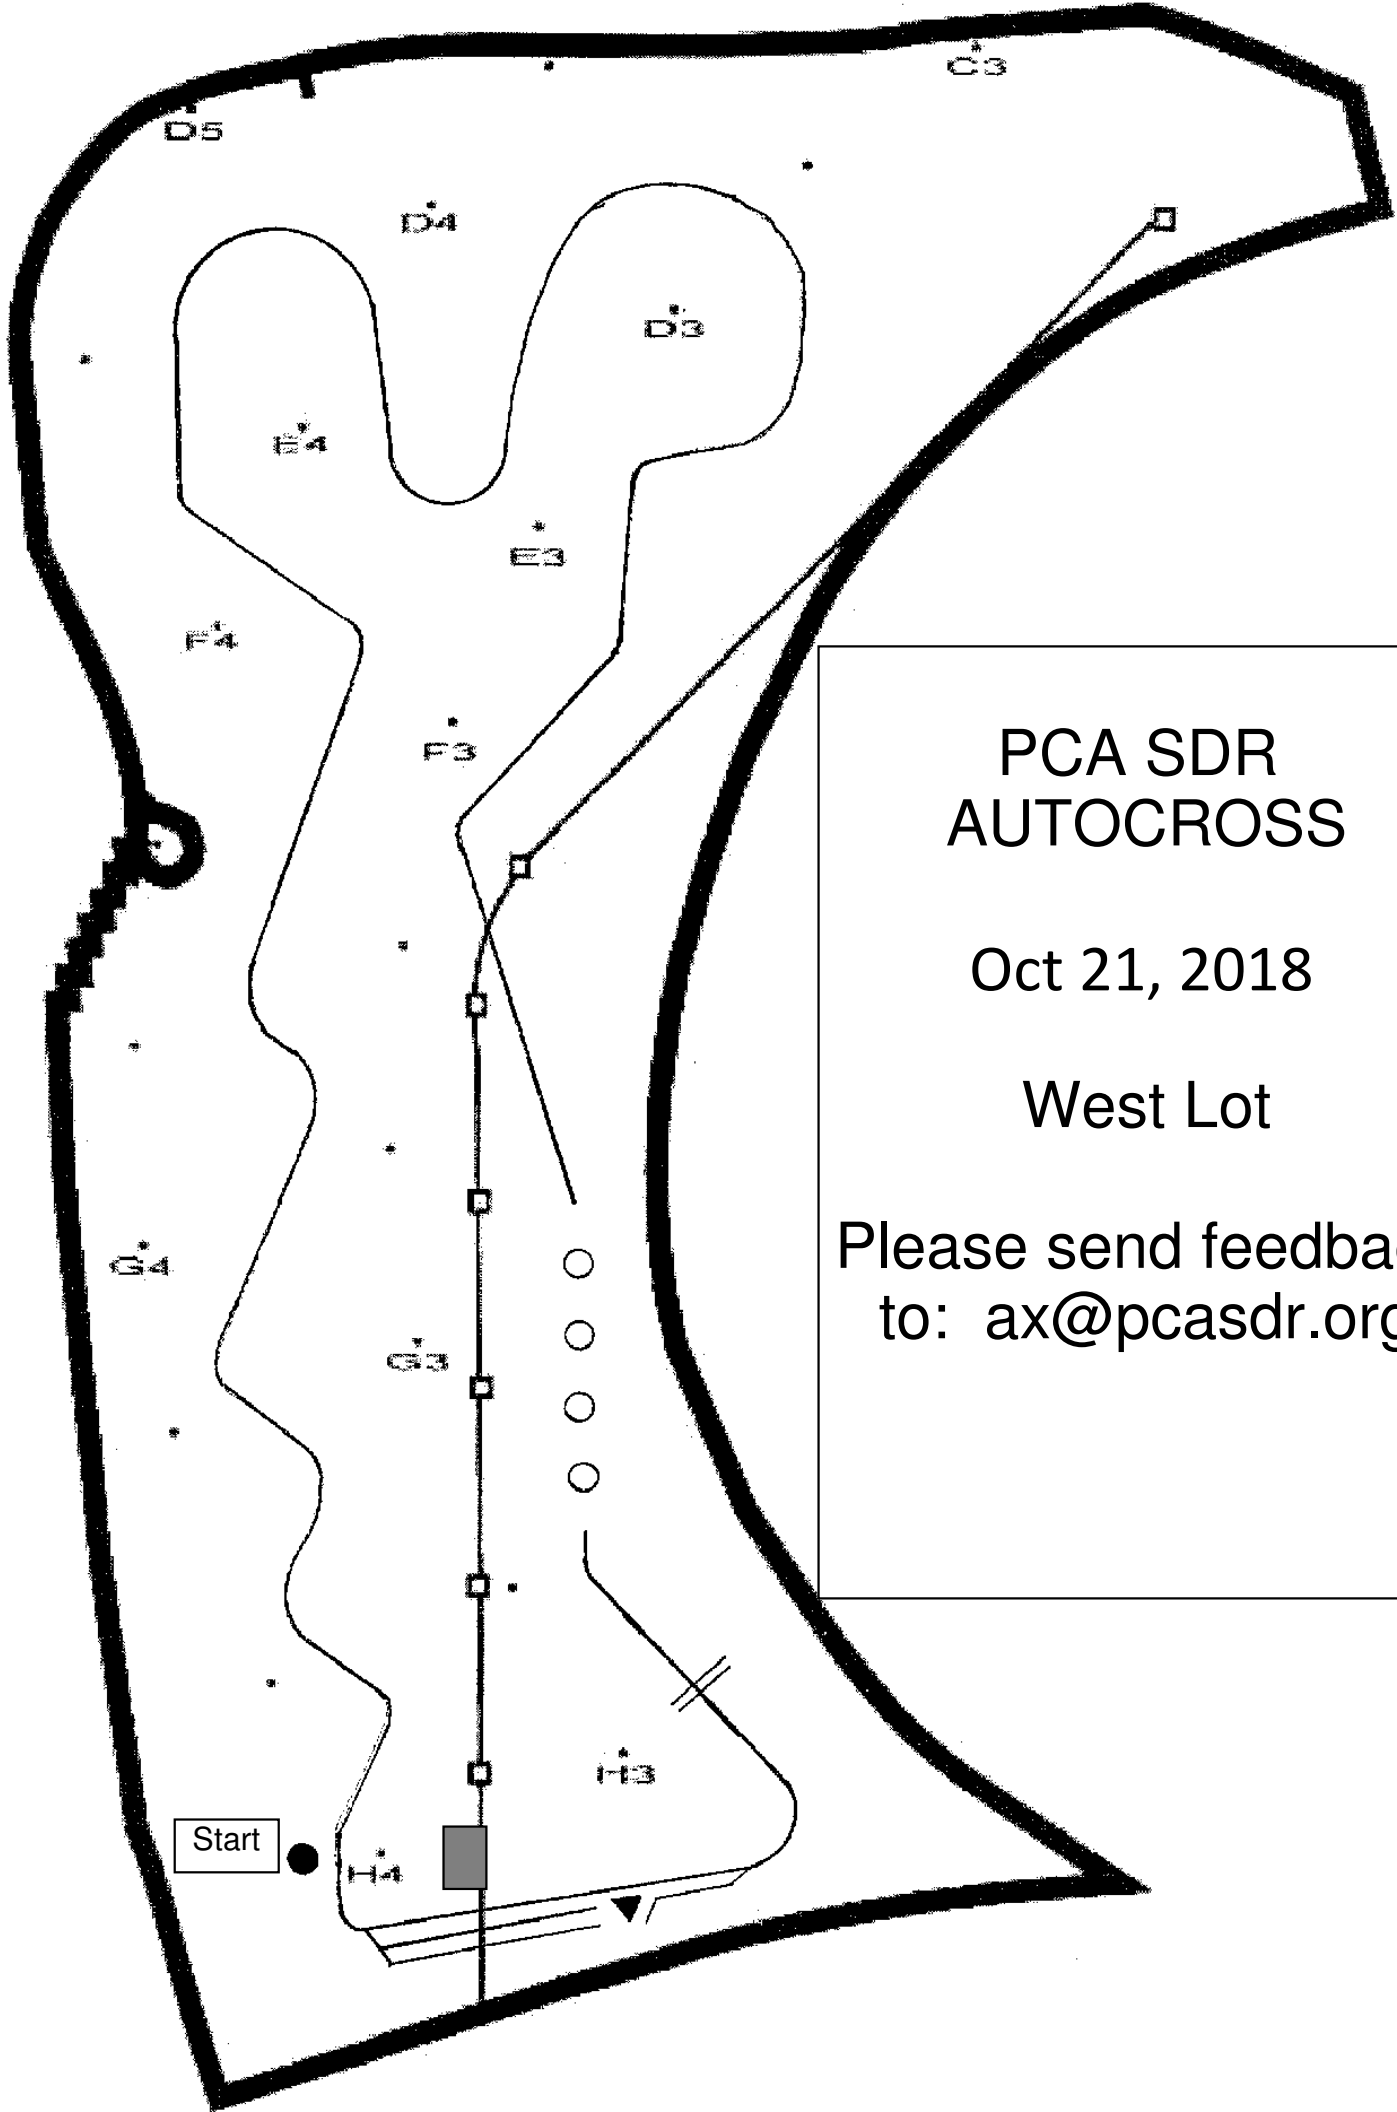 C3
D5
D4
D3
E4
E3
F4
F3
PCA SDR
AUTOCROSS
Oct 21, 2018
West Lot
Please send
to: ax@pcasdr.org
G4
G3
H3
Start
H4